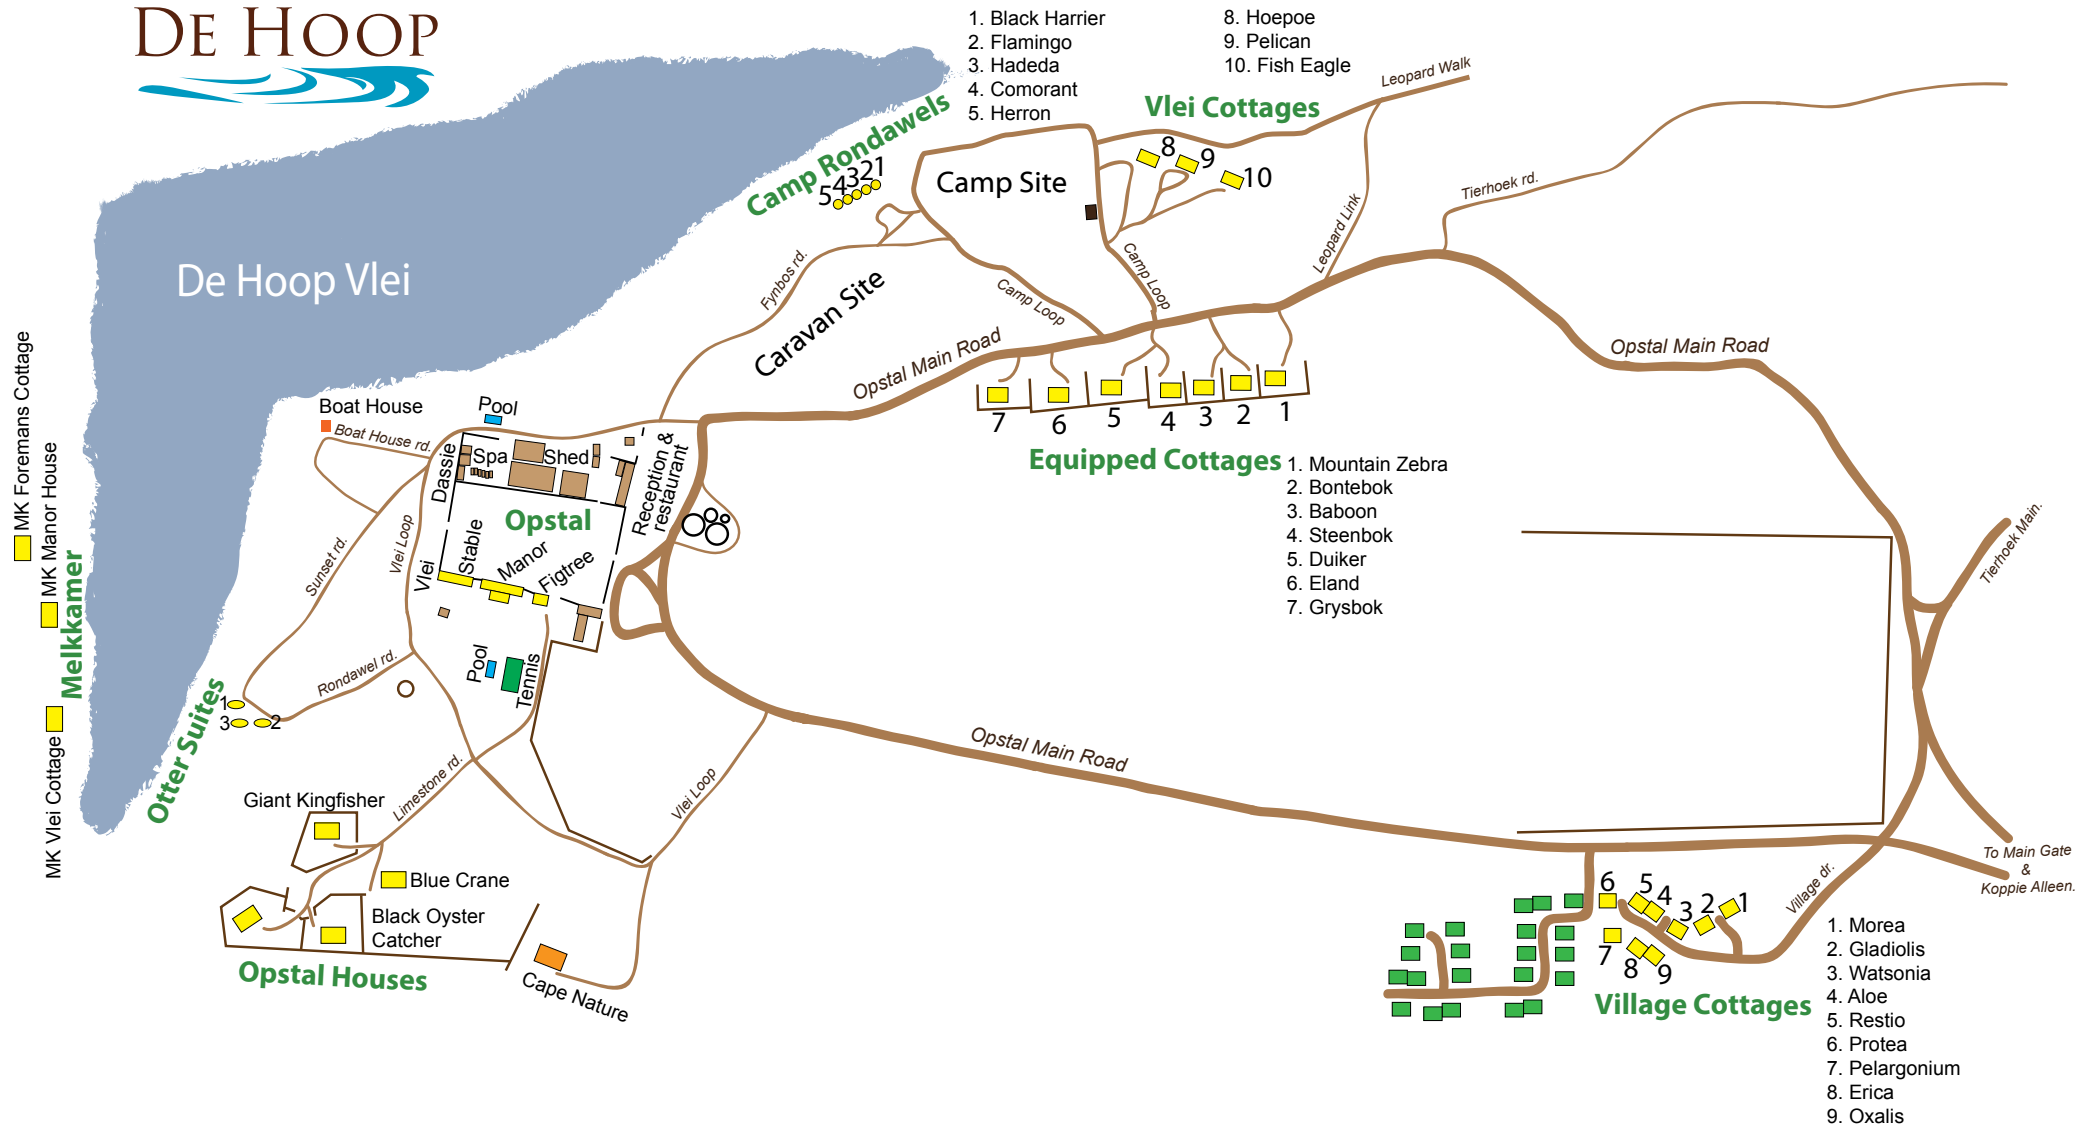 DE HOOP
1. Black Harrier
2. Flamingo
3. Hadeda
4. Comorant
5. Herron
8. Hoepoe
9. Pelican
10. Fish Eagle
Vlei Cottages
Leopard Walk
Camp Rondawels
5 4 3 2 1
Camp Site
8
9
10
Tierhoek rd.
Leopard Link
De Hoop Vlei
Fynbos rd.
Caravan Site
Camp Loop
Camp Loop
Opstal Main Road
Opstal Main Road
7
6
5
4
3
2
1
Equipped Cottages
1. Mountain Zebra
2. Bontebok
3. Baboon
4. Steenbok
5. Duiker
6. Eland
7. Grysbok
Boat House
Boat House rd.
Pool
Dassie
Spa
Shed
Reception &
restaurant
Opstal
Vlei
Stable
Manor
Figtree
Vlei Loop
Sunset rd.
Rondawel rd.
Pool
Tennis
MK Foremans Cottage
MK Manor House
Melkkamer
MK Vlei Cottage
Otter Suites
1
3
2
Tierhoek Main.
Opstal Main Road
Vlei Loop
Limestone rd.
Giant Kingfisher
Blue Crane
Black Oyster
Catcher
Opstal Houses
Cape Nature
To Main Gate
&
Koppie Alleen.
Village dr.
6
5
4
3
2
1
7
8
9
Village Cottages
1. Morea
2. Gladiolis
3. Watsonia
4. Aloe
5. Restio
6. Protea
7. Pelargonium
8. Erica
9. Oxalis